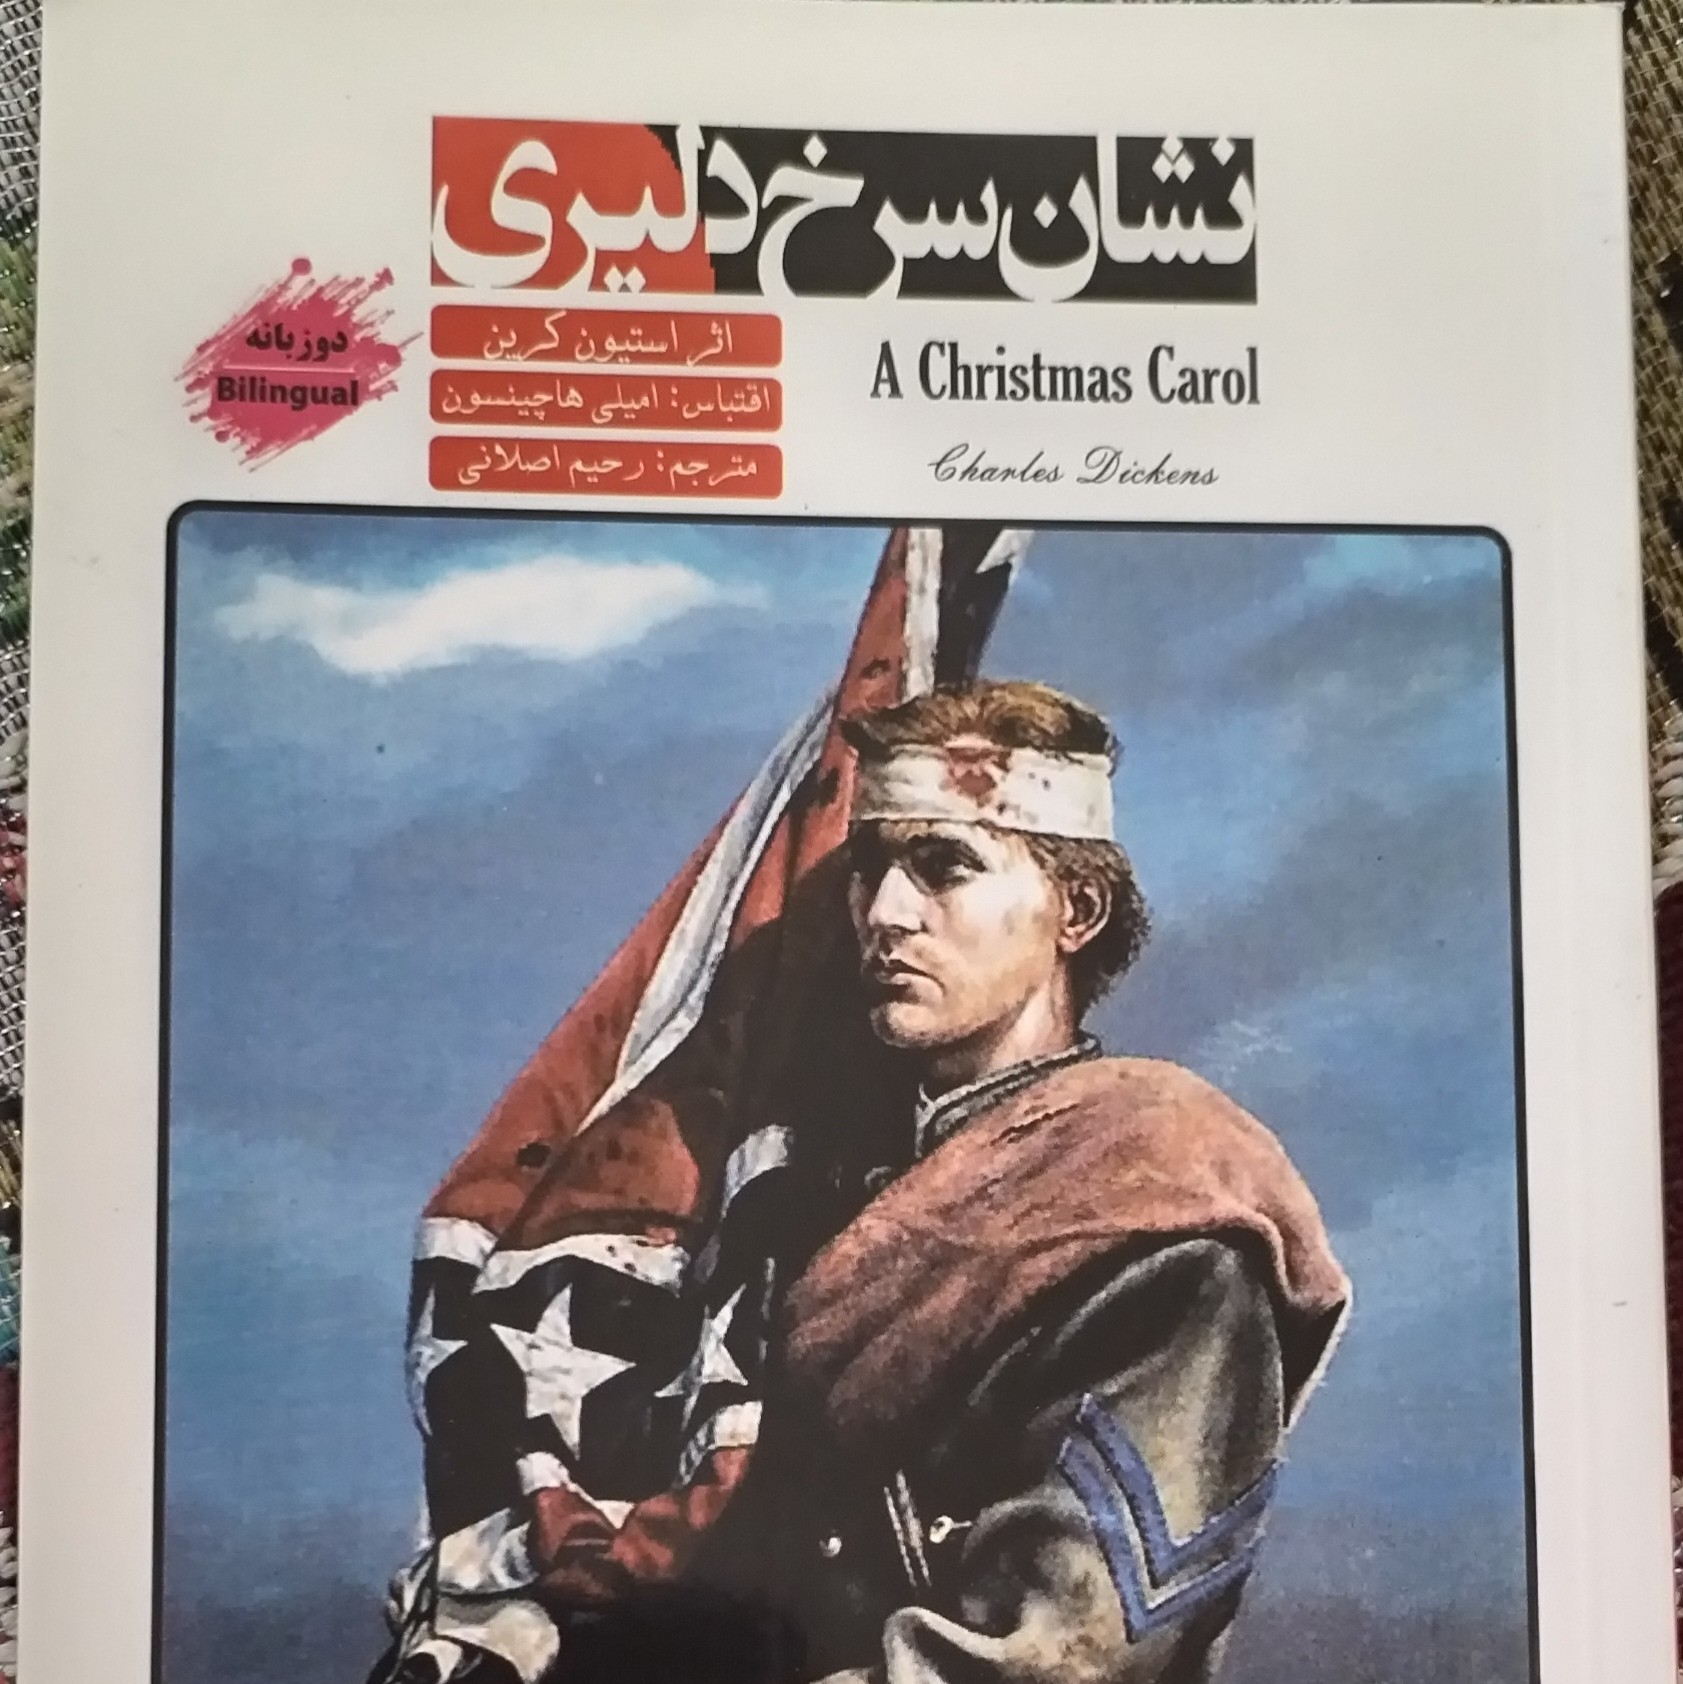 نشان سرخ دلیری
A Christmas Carol
Charles Dickens
اثر استیون کرین
اقتباس: امیلی هاچینسون
مترجم: رحیم اصلانی
دوزبانه
Bilingual